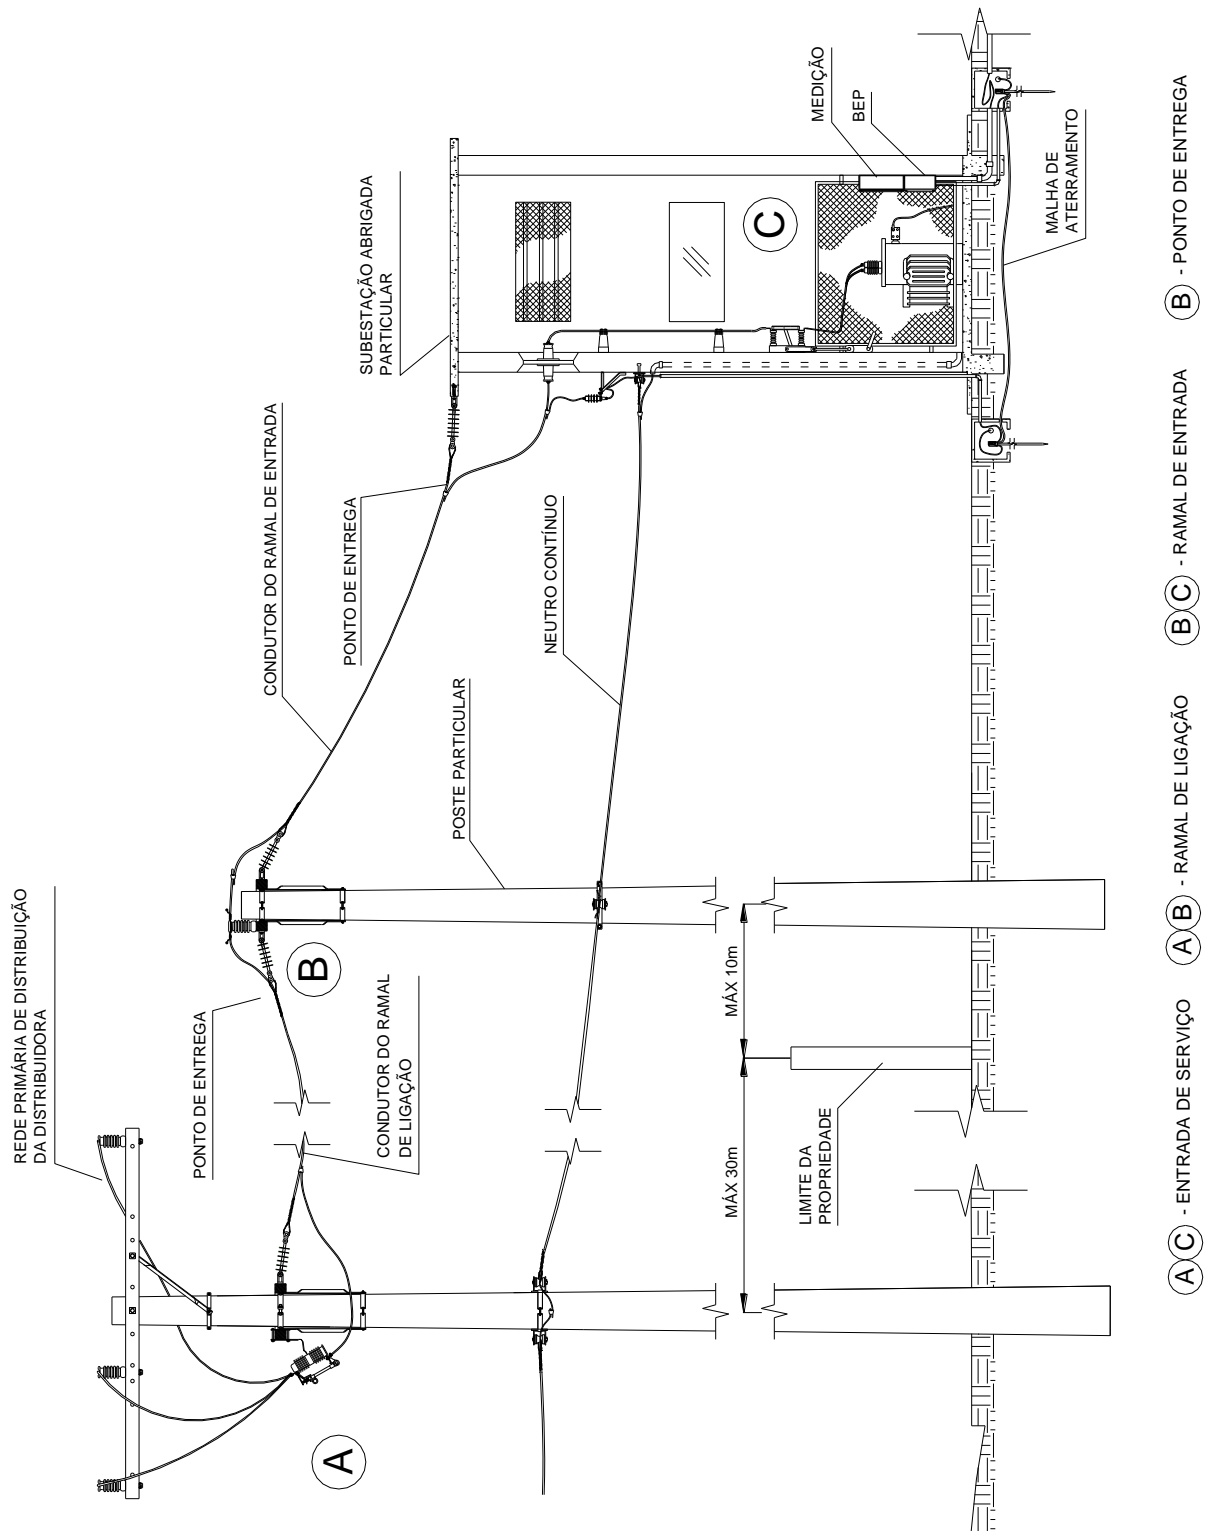 REDE PRIMÁRIA DE DISTRIBUIÇÃO
DA DISTRIBUIDORA
PONTO DE ENTREGA
CONDUTOR DO RAMAL
DE LIGAÇÃO
CONDUTOR DO RAMAL DE ENTRADA
PONTO DE ENTREGA
SUBESTAÇÃO ABRIGADA
PARTICULAR
POSTE PARTICULAR
NEUTRO CONTÍNUO
MEDIÇÃO
BEP
MALHA DE
ATERRAMENTO
A
B
C
MÁX 30m
MÁX 10m
LIMITE DA
PROPRIEDADE
A C - ENTRADA DE SERVIÇO
A B - RAMAL DE LIGAÇÃO
B C - RAMAL DE ENTRADA
B - PONTO DE ENTREGA